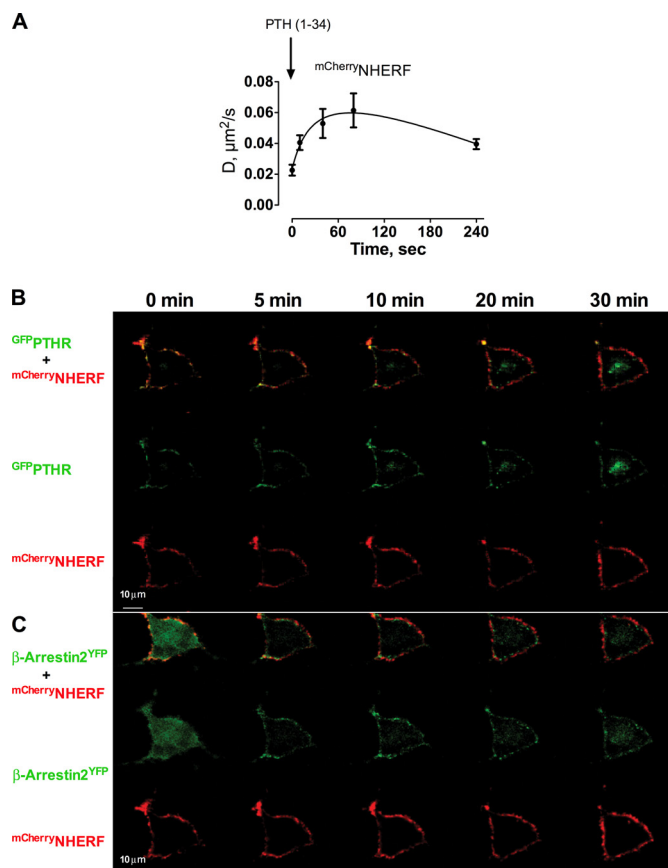 A
PTH (1-34)
mCherryNHERF
D, μm²/s
0.08
0.06
0.04
0.02
0.00
0 60 120 180 240
Time, sec
B
0 min 5 min 10 min 20 min 30 min
GFPPTHR
+
mCherryNHERF
GFPPTHR
mCherryNHERF
10 μm
C
β-Arrestin2YFP
+
mCherryNHERF
β-Arrestin2YFP
mCherryNHERF
10 μm